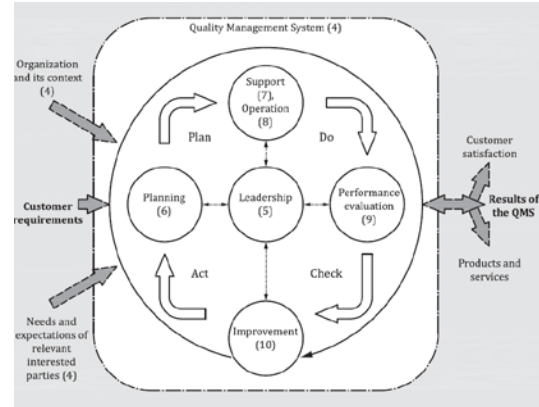 Quality Management System (4)
Organization
and its context
(4)
Support
(7),
Operation
(8)
Plan
Do
Customer
satisfaction
Customer
requirements
Planning
(6)
Leadership
(5)
Performance
evaluation
(9)
Results of
the QMS
Act
Check
Products and
services
Needs and
expectations of
relevant
interested
parties (4)
Improvement
(10)